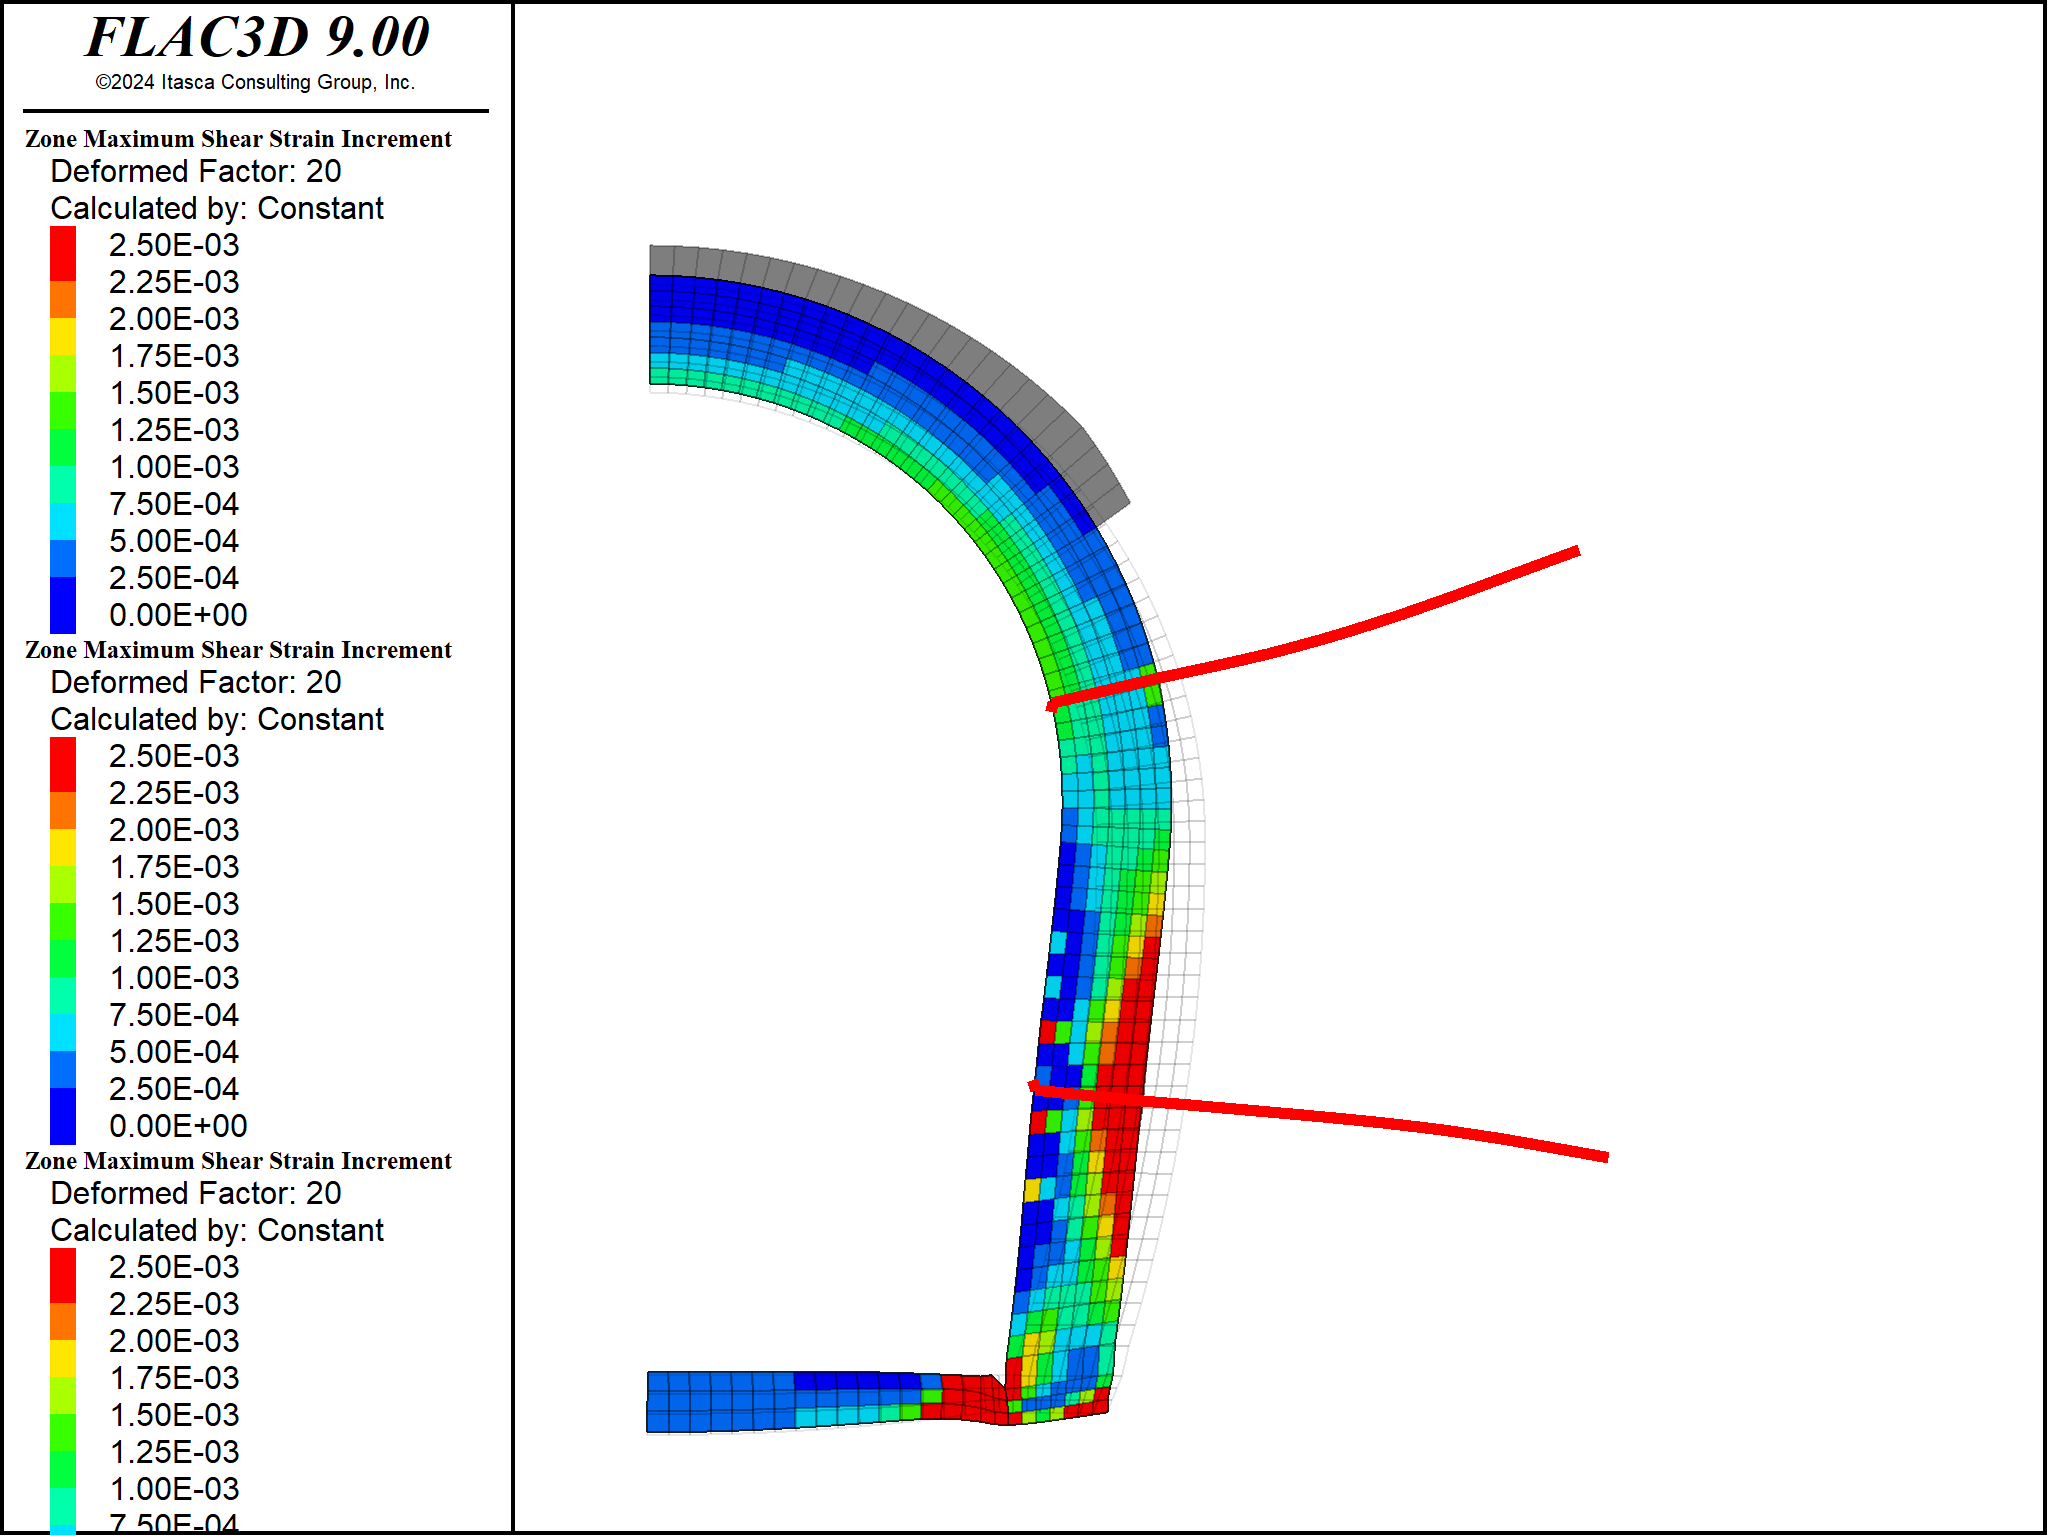 FLAC3D 9.00
©2024 Itasca Consulting Group, Inc.
Zone Maximum Shear Strain Increment
Deformed Factor: 20
Calculated by: Constant
2.50E-03
2.25E-03
2.00E-03
1.75E-03
1.50E-03
1.25E-03
1.00E-03
7.50E-04
5.00E-04
2.50E-04
0.00E+00
Zone Maximum Shear Strain Increment
Deformed Factor: 20
Calculated by: Constant
2.50E-03
2.25E-03
2.00E-03
1.75E-03
1.50E-03
1.25E-03
1.00E-03
7.50E-04
5.00E-04
2.50E-04
0.00E+00
Zone Maximum Shear Strain Increment
Deformed Factor: 20
Calculated by: Constant
2.50E-03
2.25E-03
2.00E-03
1.75E-03
1.50E-03
1.25E-03
1.00E-03
7.50E-04